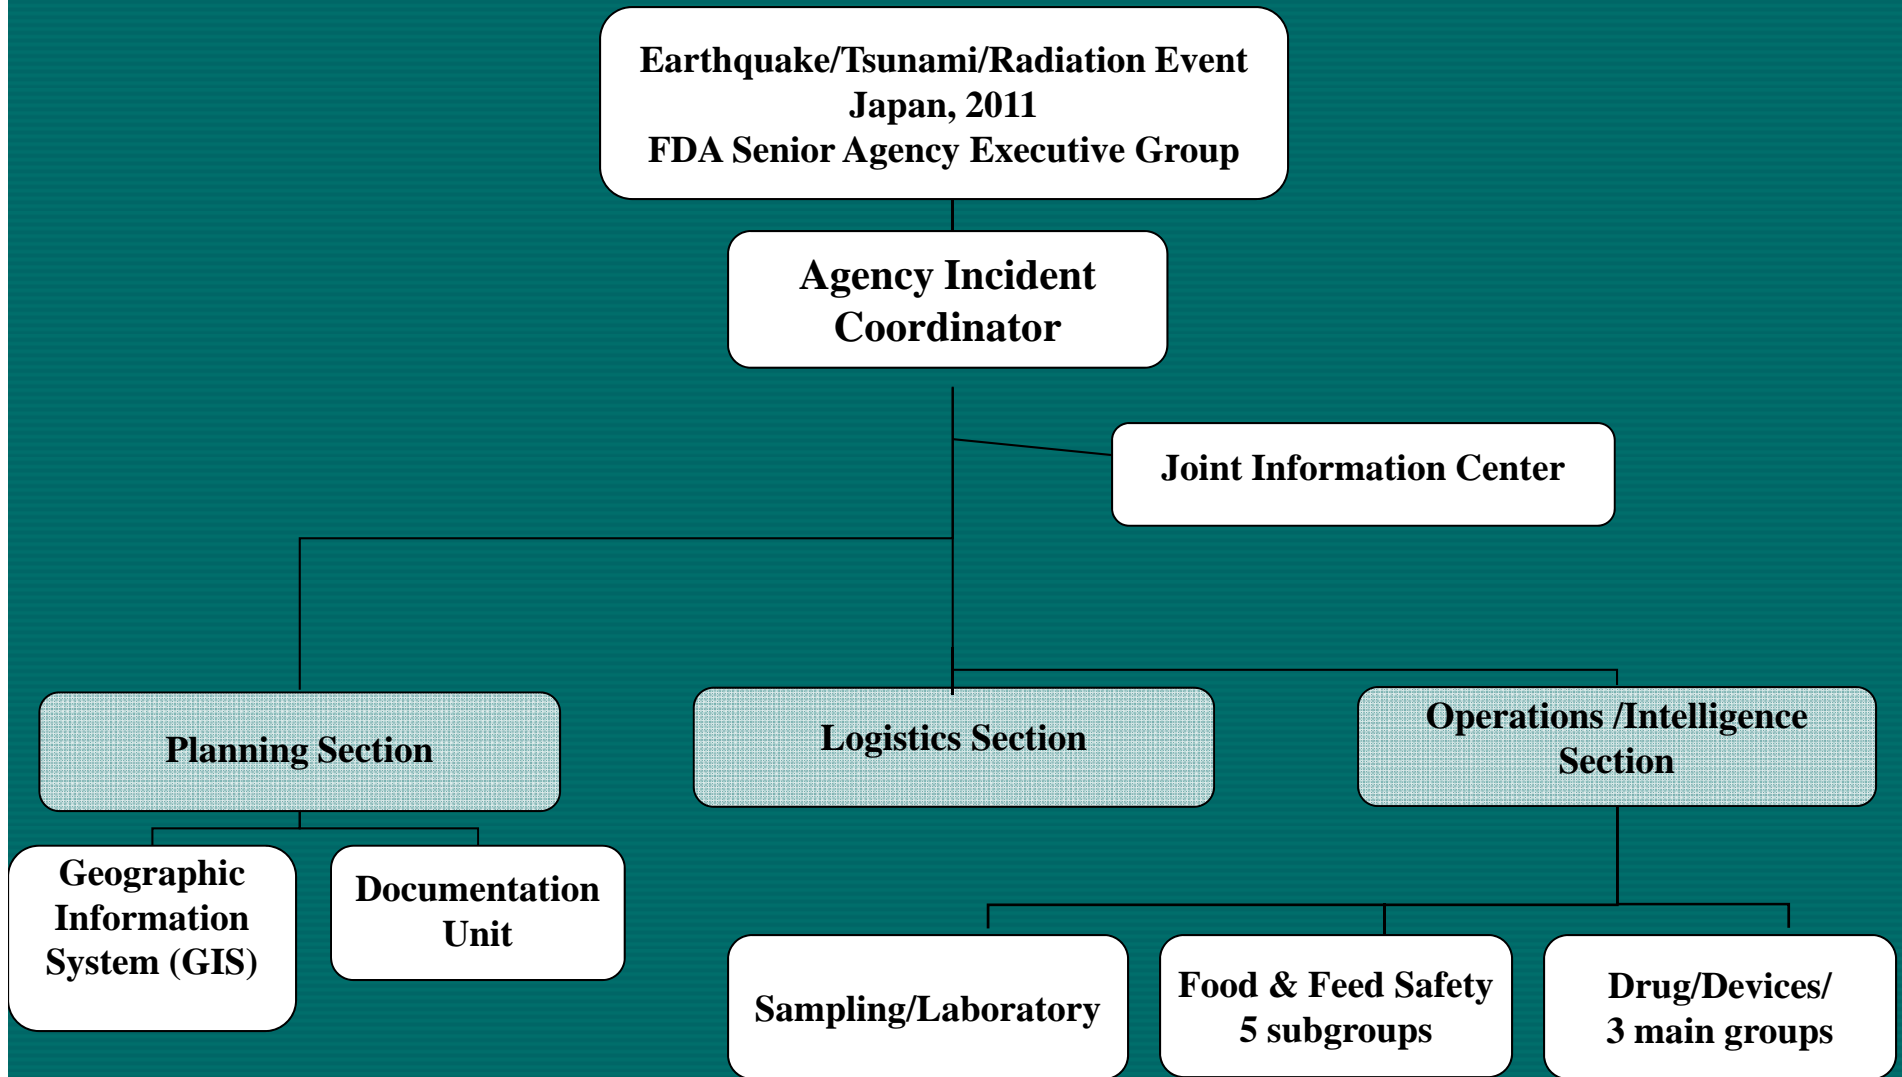 Earthquake/Tsunami/Radiation Event
Japan, 2011
FDA Senior Agency Executive Group
Agency Incident
Coordinator
Joint Information Center
Planning Section
Logistics Section
Operations /Intelligence
Section
Geographic
Information
System (GIS)
Documentation
Unit
Sampling/Laboratory
Food & Feed Safety
5 subgroups
Drug/Devices/
3 main groups